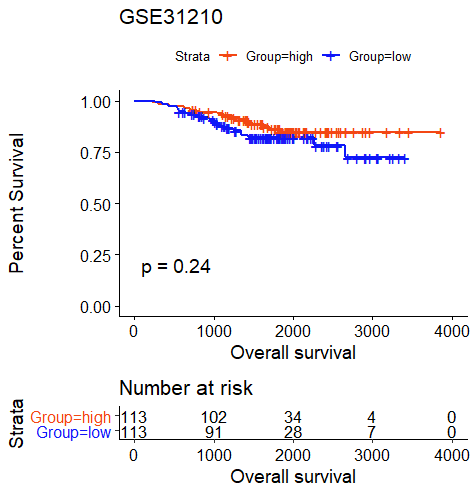 GSE31210
Strata Group=high Group=low
Percent Survival
1.00
0.75
0.50
0.25
0.00
p = 0.24
0 1000 2000 3000 4000
Overall survival
Number at risk
Strata
Group=high 113 102 34 4 0
Group=low 113 91 28 7 0
0 1000 2000 3000 4000
Overall survival